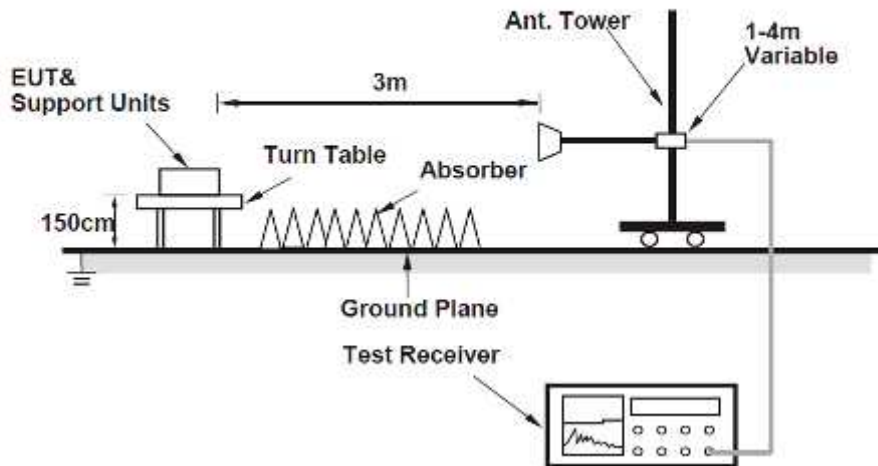 Ant. Tower
1-4m
Variable
EUT&
Support Units
3m
Turn Table
Absorber
150cm
Ground Plane
Test Receiver